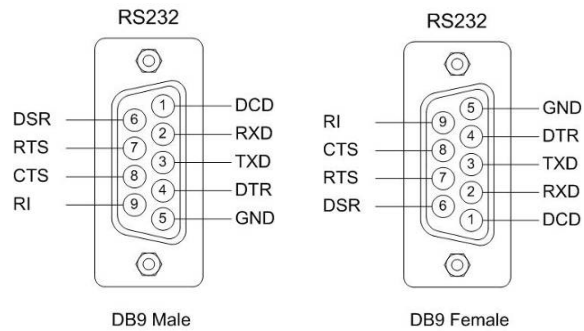 RS232
DSR
RTS
CTS
RI
6
7
8
9
1
2
3
4
5
DCD
RXD
TXD
DTR
GND
DB9 Male
RS232
RI
CTS
RTS
DSR
9
8
7
6
5
4
3
2
1
GND
DTR
TXD
RXD
DCD
DB9 Female